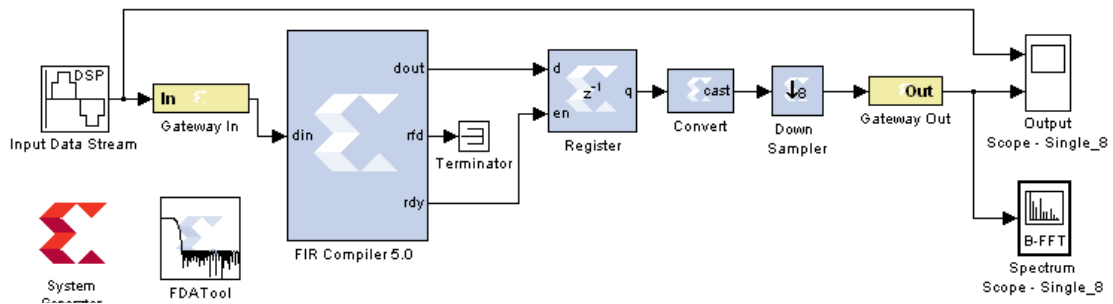 DSP
Input Data Stream
In
Gateway In
din
dout
rfd
rdy
FIR Compiler 5.0
Terminator
d
en
z⁻¹
q
Register
cast
Convert
↓8
Down
Sampler
Out
Gateway Out
Output
Scope - Single_8
B-FFT
Spectrum
Scope - Single_8
System
Generator
FDATool